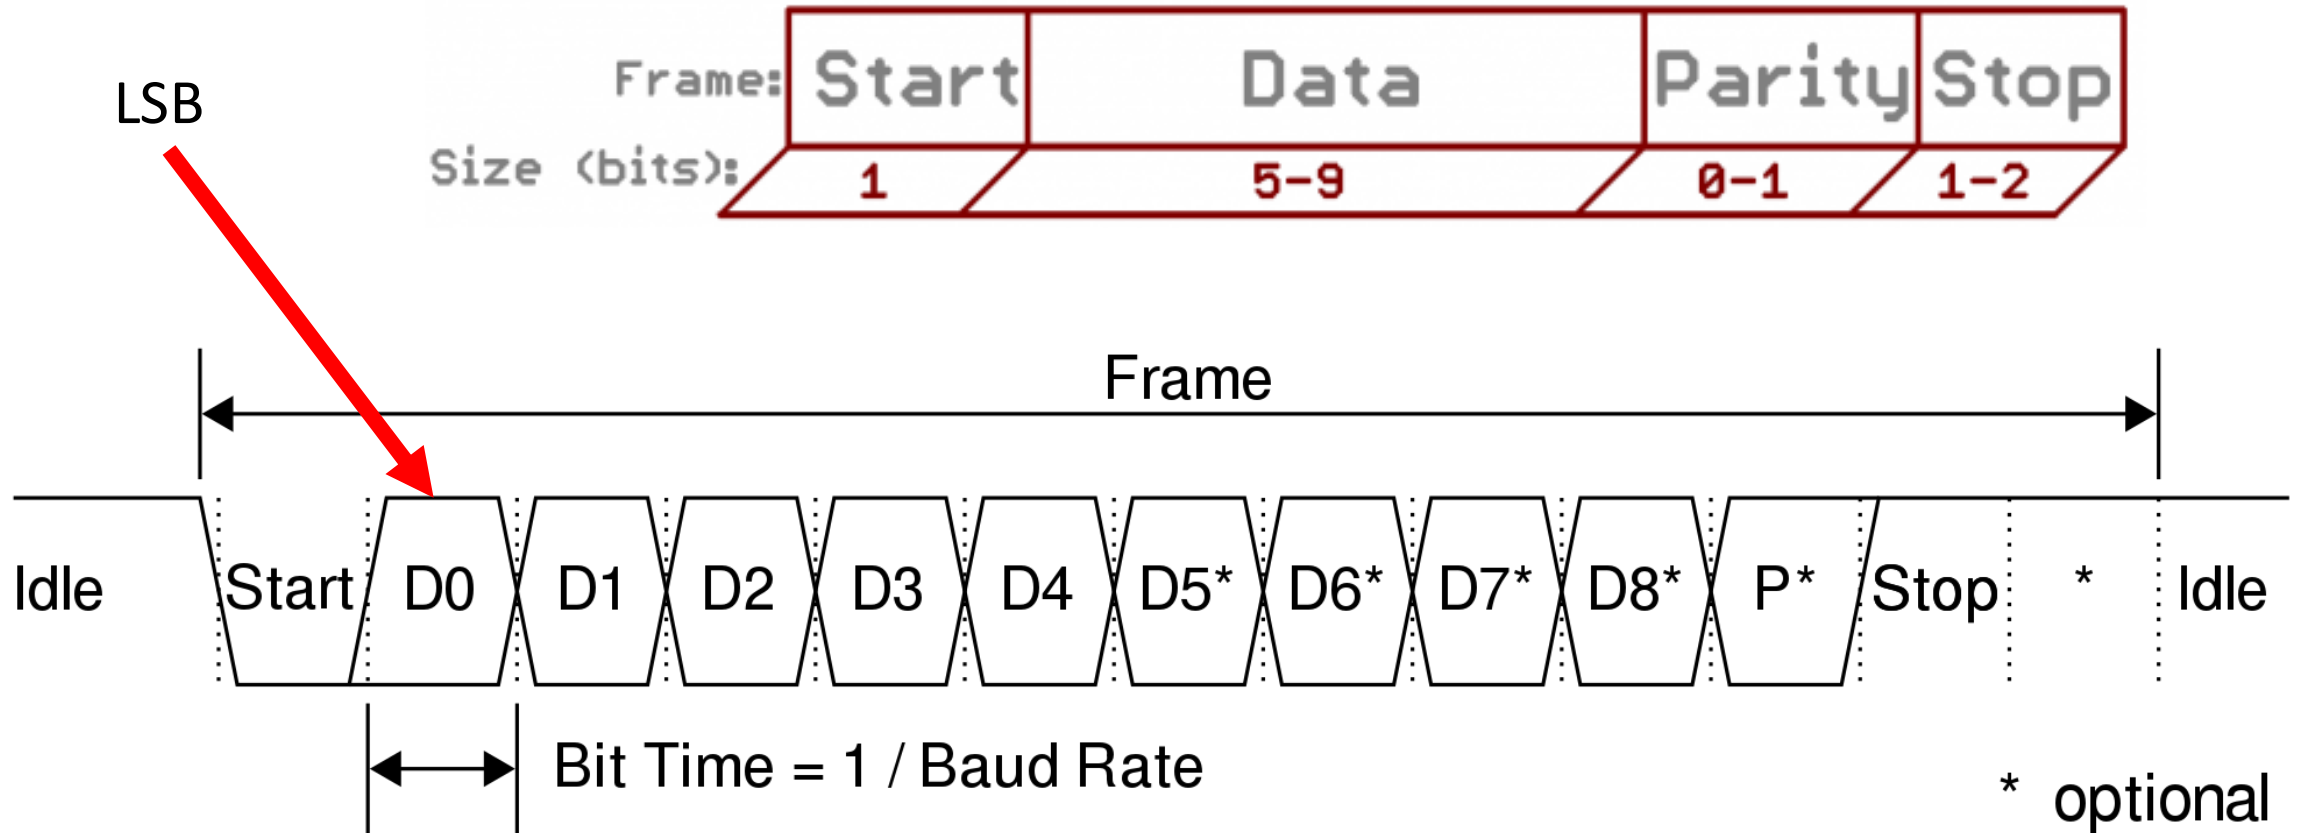 Frame: Start Data Parity Stop
LSB
Size (bits): 1 5-9 0-1 1-2
Frame
Idle Start D0 D1 D2 D3 D4 D5* D6* D7* D8* P* Stop * Idle
Bit Time = 1 / Baud Rate
* optional